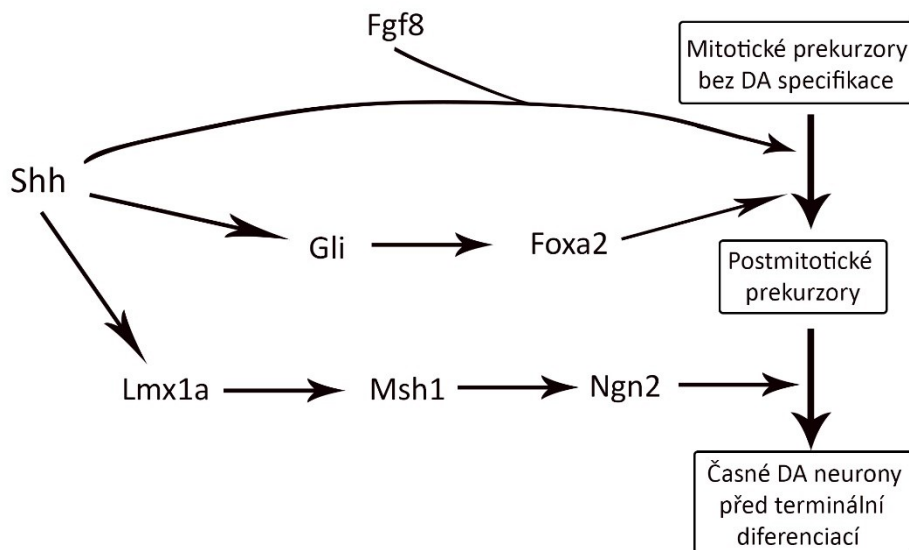 Fgf8
Mitotické prekurzory
bez DA specifikace
Shh
Gli
Foxa2
Postmitotické
prekurzory
Lmx1a
Msh1
Ngn2
Časné DA neurony
před terminální
diferenciací